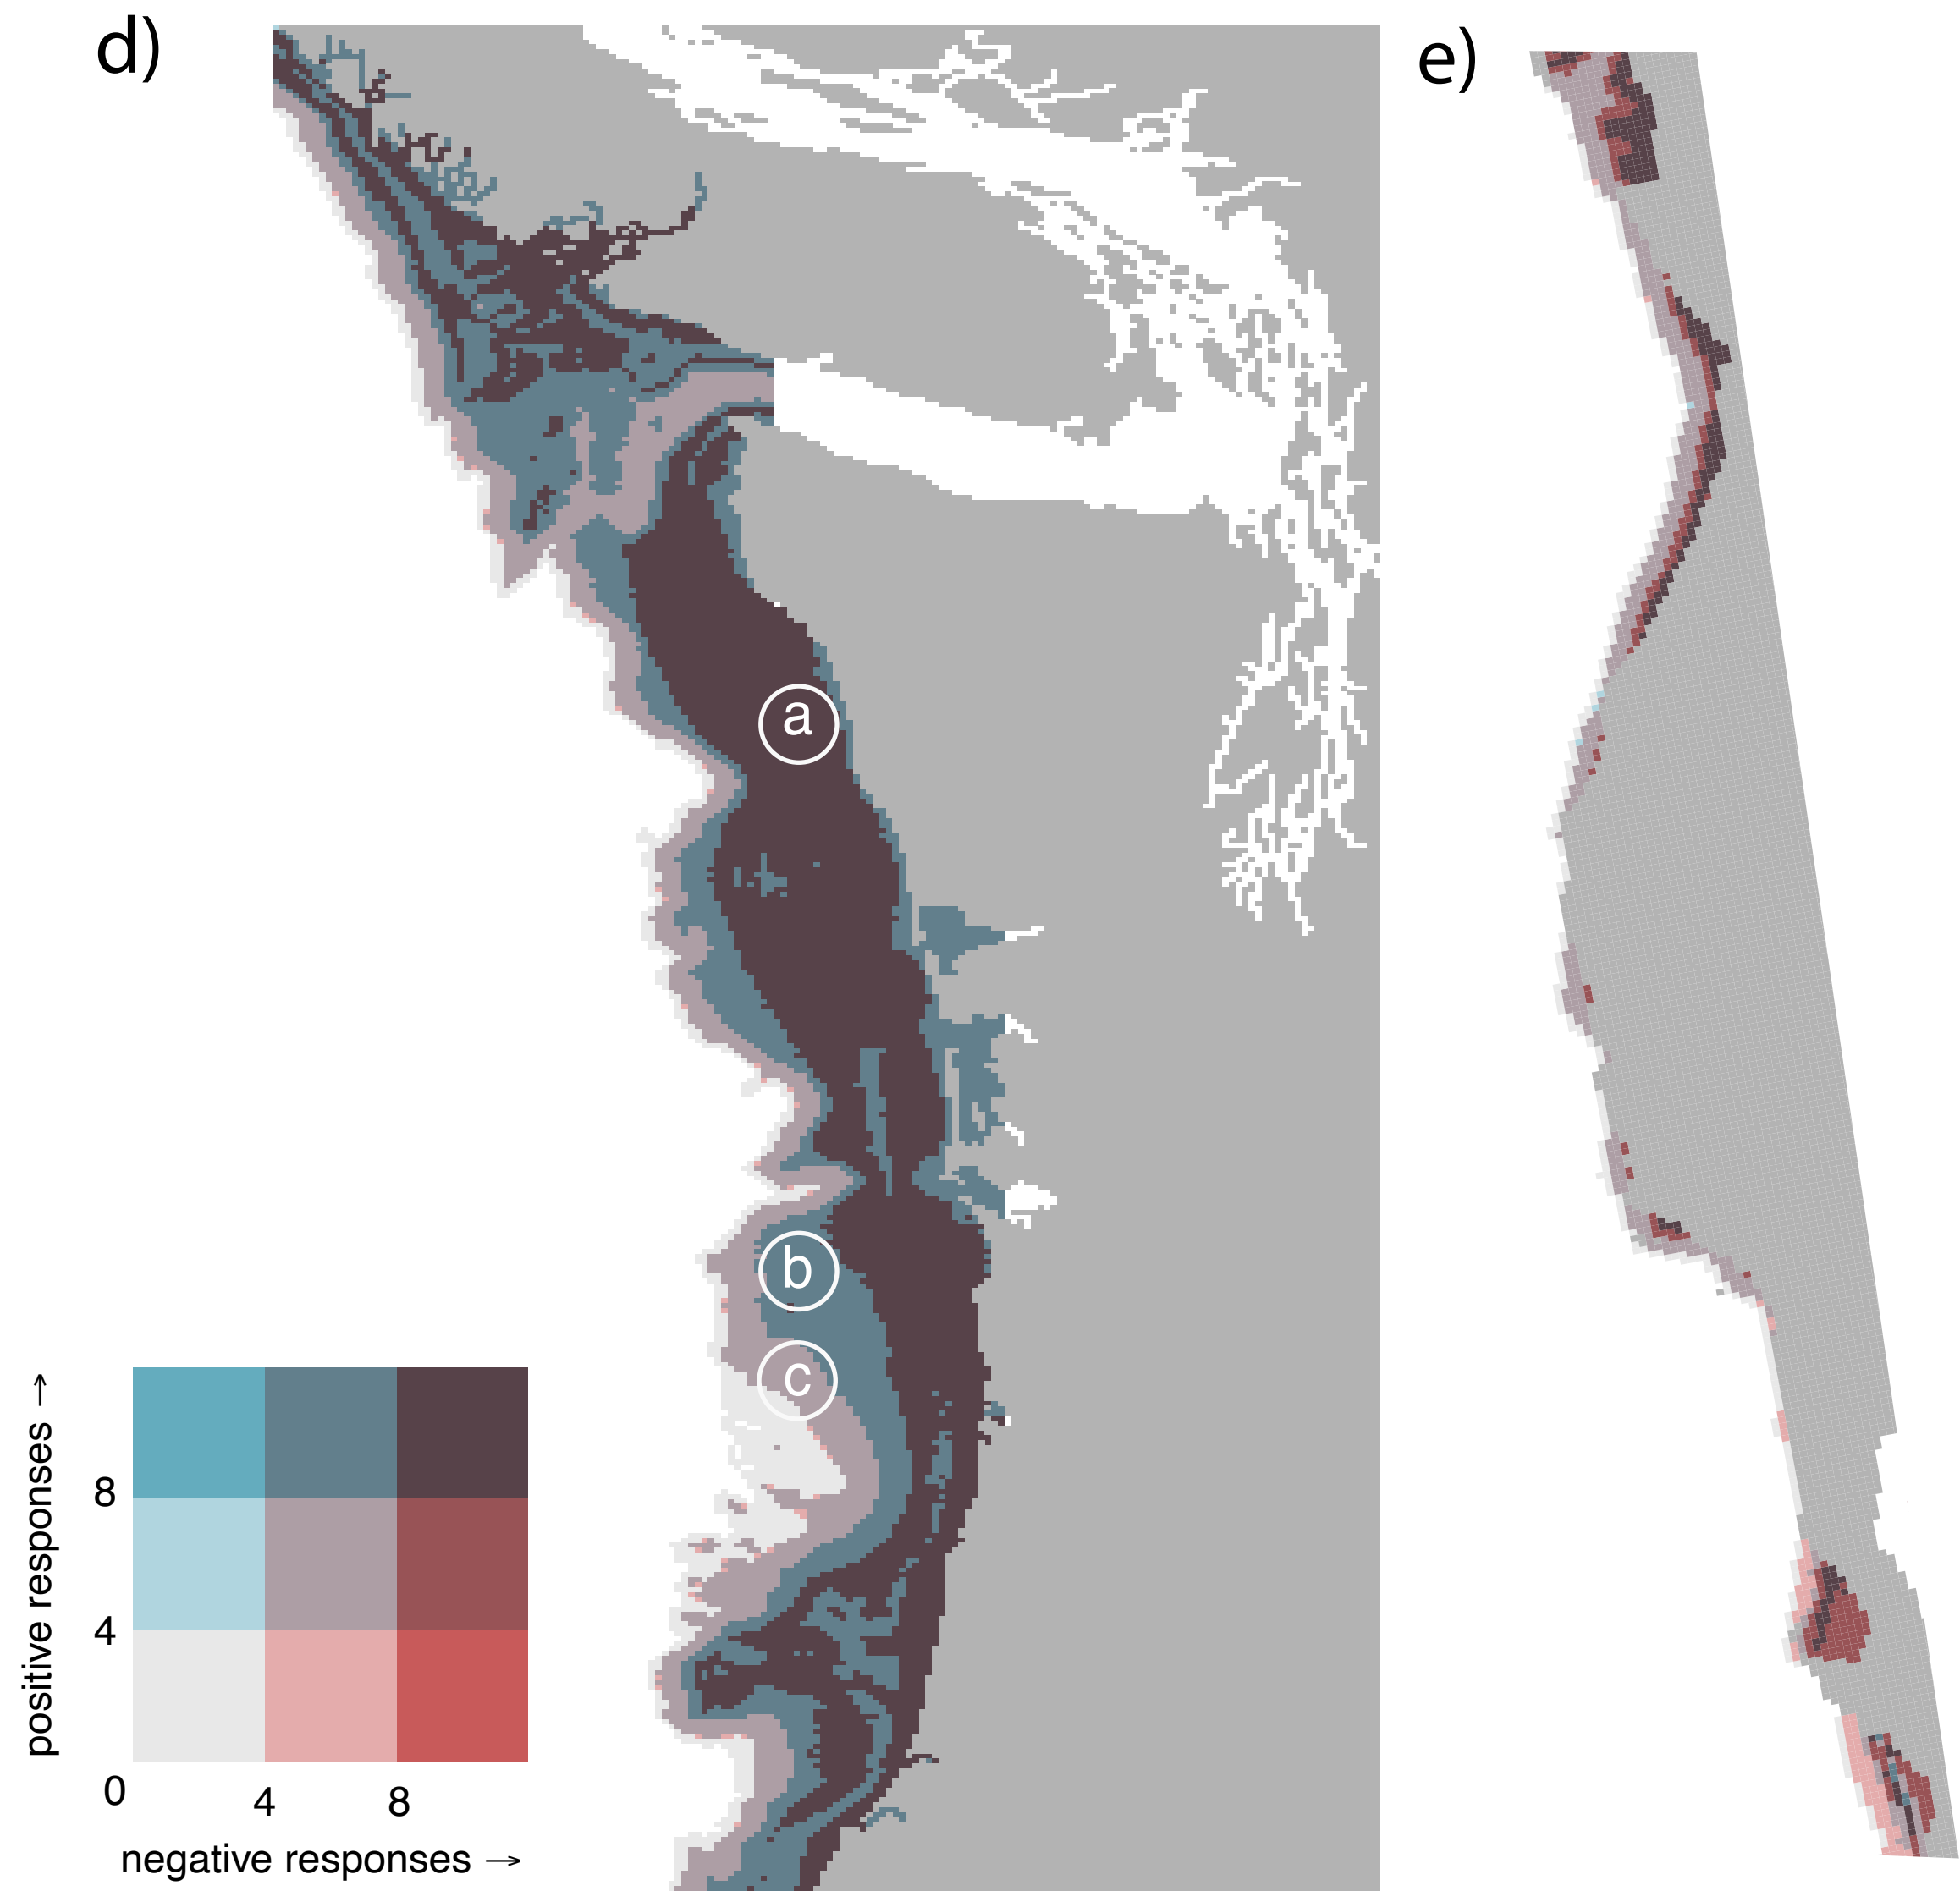 d)
e)
a
b
c
positive responses →
8
4
0
4
8
negative responses →